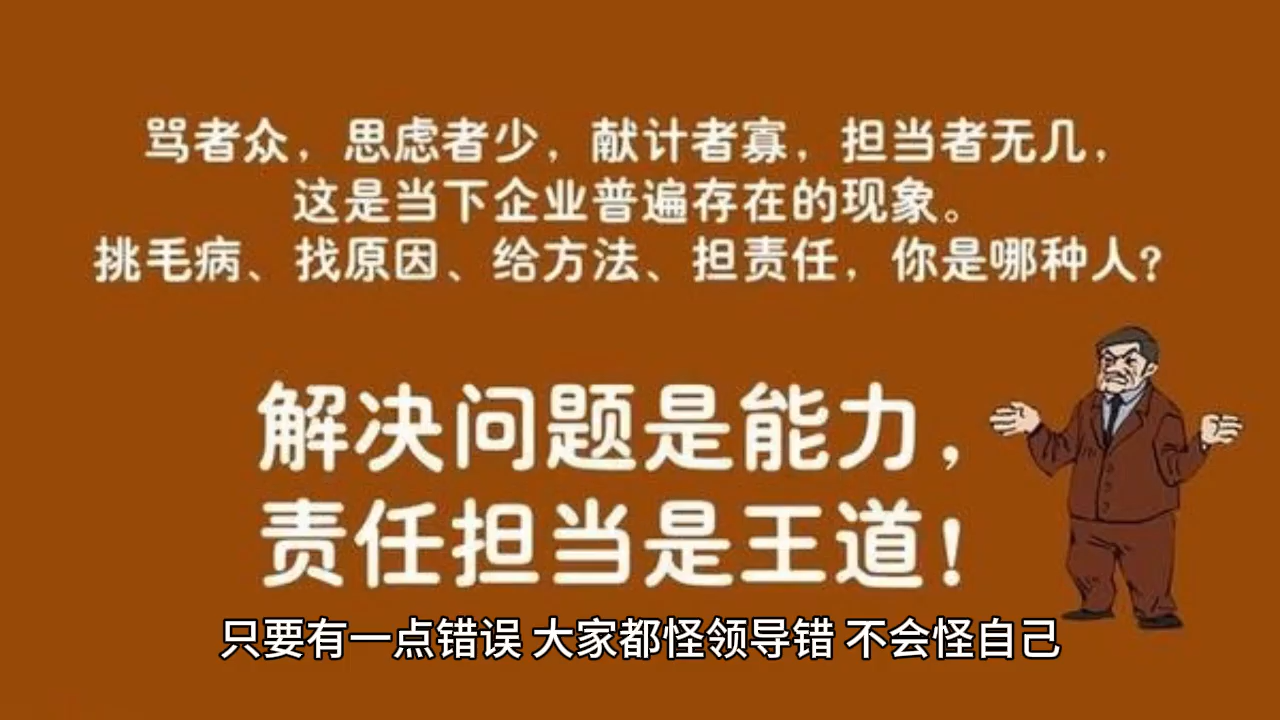 骂者众，思虑者少，献计者寡，担当者无几，
这是当下企业普遍存在的现象。
挑毛病、找原因、给方法、担责任，你是哪种人？
解决问题是能力，
责任担当是王道！
只要有一点错误 大家都怪领导错 不会怪自己